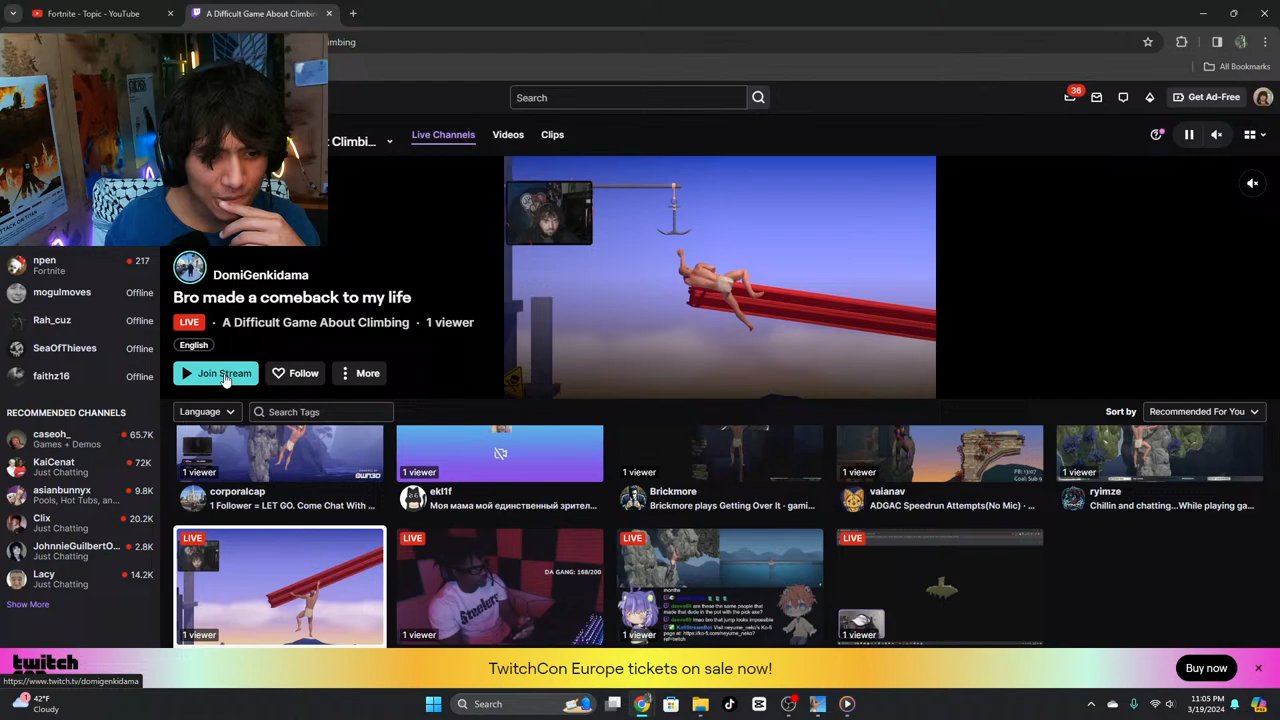 Fortnite - Topic - YouTube
A Difficult Game About Climbin
imbing
All Bookmarks
Search
36
Get Ad-Free
t Climbi...
Live Channels
Videos
Clips
ATTACK ON TITAN
npen
Fortnite
217
mogulmoves
Offline
Rah_cuz
Offline
SeaOfThieves
Offline
faithz16
Offline
RECOMMENDED CHANNELS
caseoh_
Games + Demos
65.7K
KaiCenat
Just Chatting
72K
asianbunnyx
Pools, Hot Tubs, an...
9.8K
Clix
Just Chatting
20.2K
JohnnieGuilbertO...
Just Chatting
2.8K
Lacy
Just Chatting
14.2K
Show More
DomiGenkidama
Bro made a comeback to my life
LIVE · A Difficult Game About Climbing · 1 viewer
English
Join Stream
Follow
More
Language
Search Tags
Sort by
Recommended For You
1 viewer
1 viewer
1 viewer
1 viewer
1 viewer
corporalcap
1 Follower = LET GO. Come Chat With ...
ekl1f
Моя мама мой единственный зрител...
Brickmore
Brickmore plays Getting Over It · gami...
vaianav
ADGAC Speedrun Attempts(No Mic) · ...
ryimze
Chillin and chatting...While playing ga...
LIVE
1 viewer
LIVE
DA GANG: 168/200
1 viewer
LIVE
1 viewer
LIVE
1 viewer
twitch
TwitchCon Europe tickets on sale now!
Buy now
https://www.twitch.tv/domigenkidama
42°F
Cloudy
Search
11:05 PM
3/19/2024